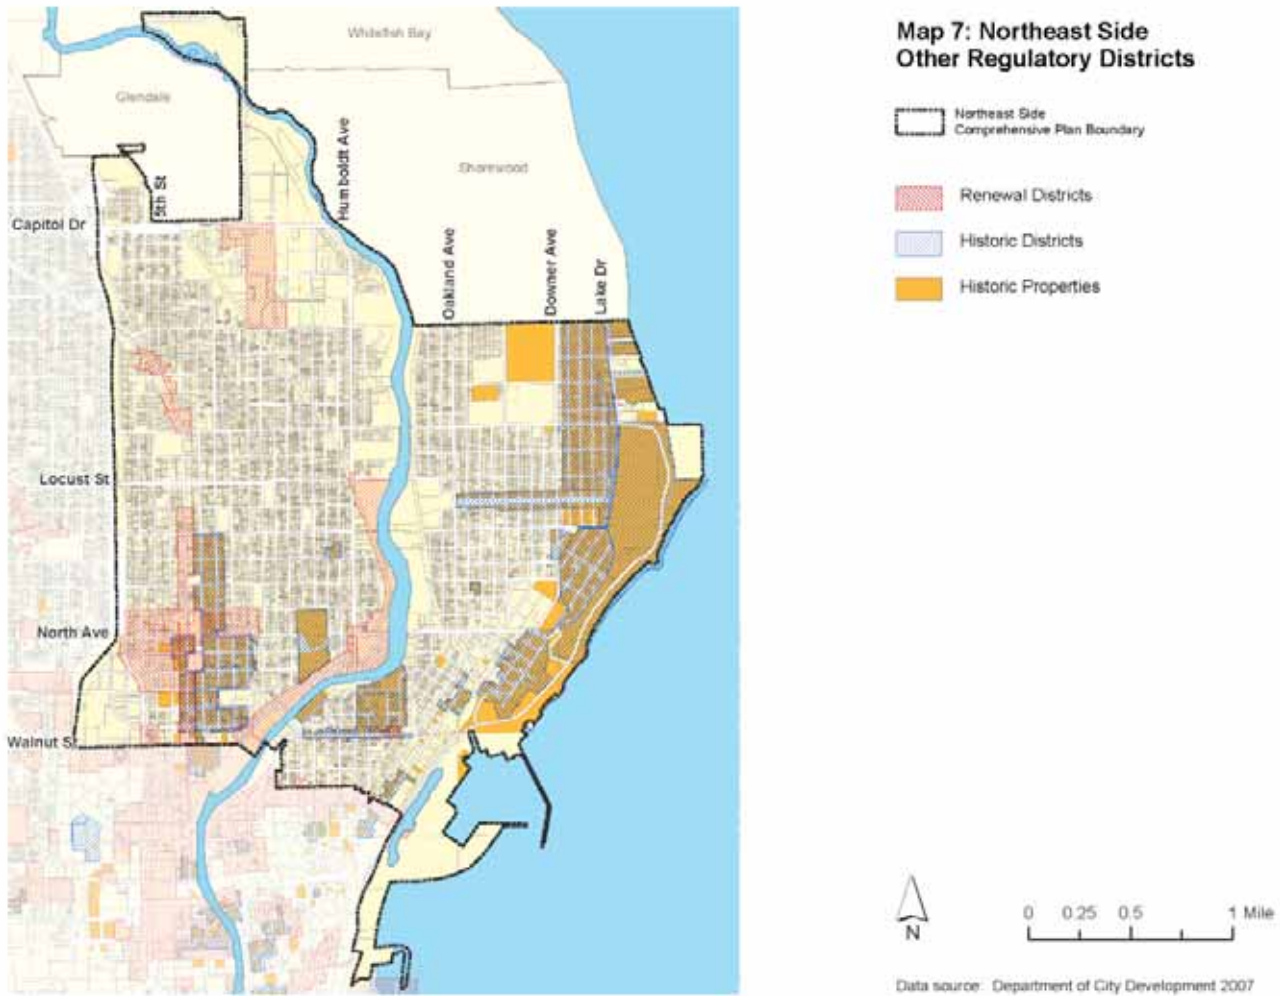 Map 7: Northeast Side
Other Regulatory Districts
Northeast Side
Comprehensive Plan Boundary
Renewal Districts
Historic Districts
Historic Properties
Whitefish Bay
Glendale
Shorewood
Humboldt Ave
5th St
Capitol Dr
Oakland Ave
Downer Ave
Lake Dr
Locust St
North Ave
Walnut St
N
0 0.25 0.5 1 Mile
Data source: Department of City Development 2007